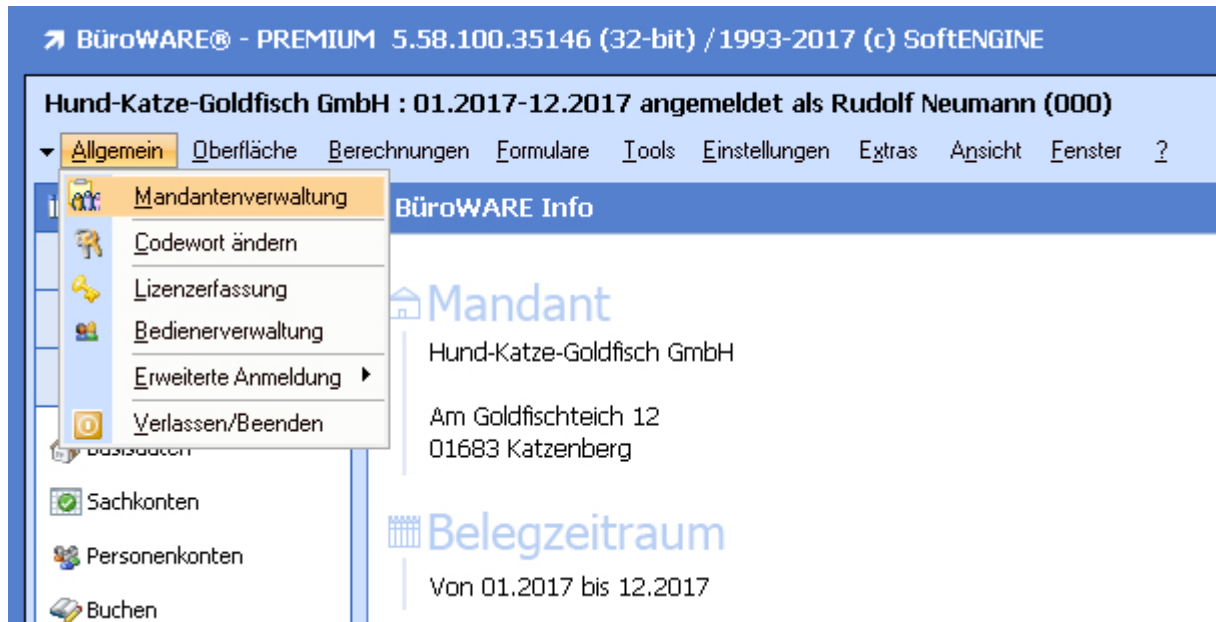 BüroWARE® - PREMIUM 5.58.100.35146 (32-bit) /1993-2017 (c) SoftENGINE
Hund-Katze-Goldfisch GmbH : 01.2017-12.2017 angemeldet als Rudolf Neumann (000)
Allgemein Oberfläche Berechnungen Formulare Tools Einstellungen Extras Ansicht Fenster ?
Mandantenverwaltung
Codewort ändern
Lizenzerfassung
Bedienerverwaltung
Erweiterte Anmeldung
Verlassen/Beenden
Basisdaten
Sachkonten
Personenkonten
Buchen
BüroWARE Info
Mandant
Hund-Katze-Goldfisch GmbH
Am Goldfischteich 12
01683 Katzenberg
Belegzeitraum
Von 01.2017 bis 12.2017